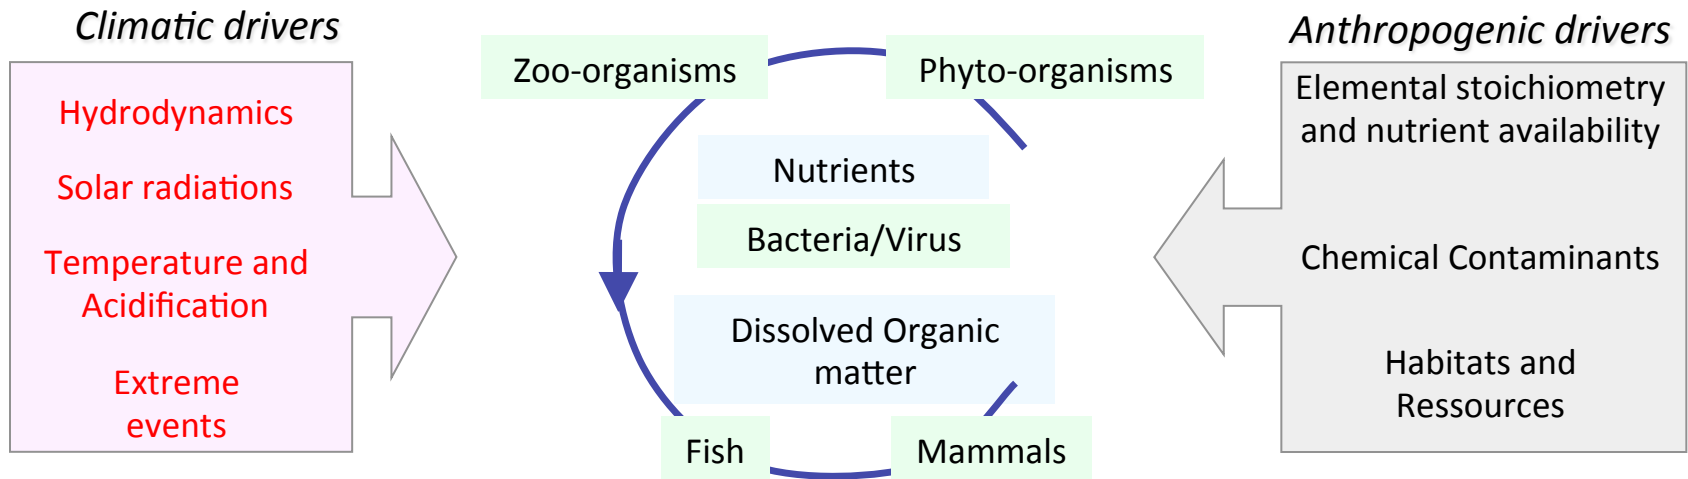 Climatic drivers
Hydrodynamics
Solar radiations
Temperature and
Acidification
Extreme
events
Zoo-organisms
Phyto-organisms
Nutrients
Bacteria/Virus
Dissolved Organic
matter
Fish
Mammals
Anthropogenic drivers
Elemental stoichiometry
and nutrient availability
Chemical Contaminants
Habitats and
Ressources